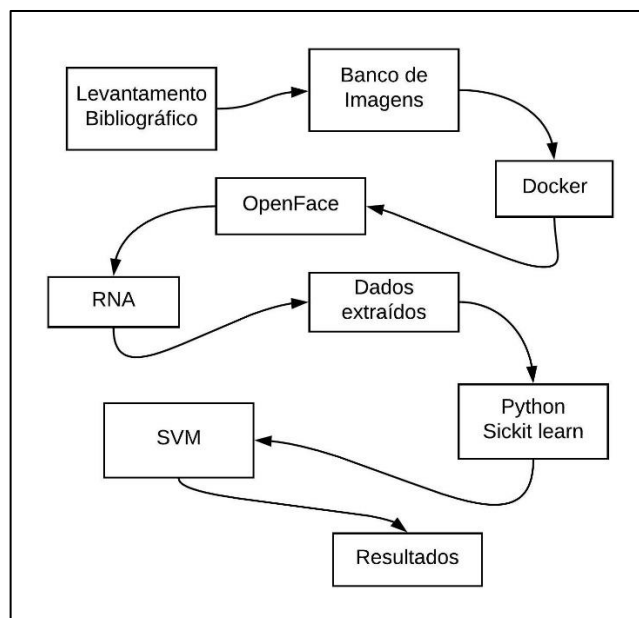 Levantamento
Bibliográfico
Banco de
Imagens
Docker
OpenFace
RNA
Dados
extraídos
Python
Sickit learn
SVM
Resultados